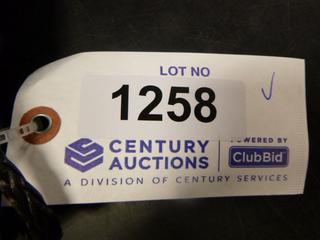 LOT NO
1258
CENTURY AUCTIONS
POWERED BY
ClubBid
A DIVISION OF CENTURY SERVICES